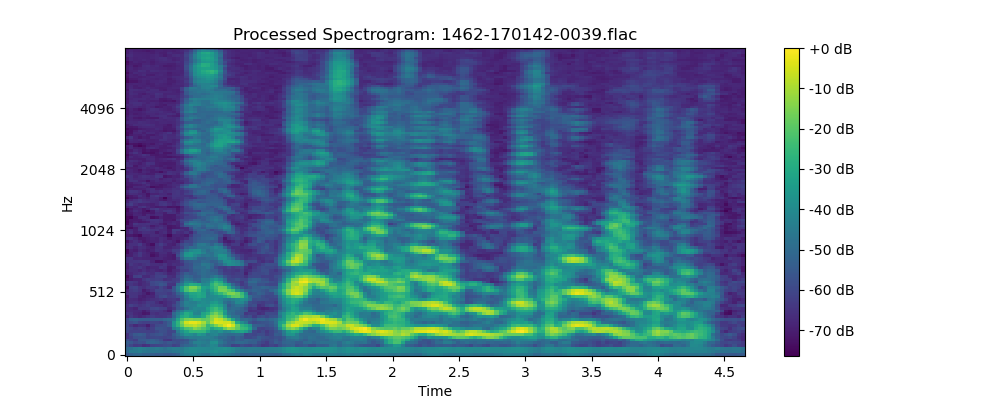 Processed Spectrogram: 1462-170142-0039.flac
+0 dB
-10 dB
-20 dB
-30 dB
-40 dB
-50 dB
-60 dB
-70 dB
Hz
4096
2048
1024
512
0
0 0.5 1 1.5 2 2.5 3 3.5 4 4.5
Time